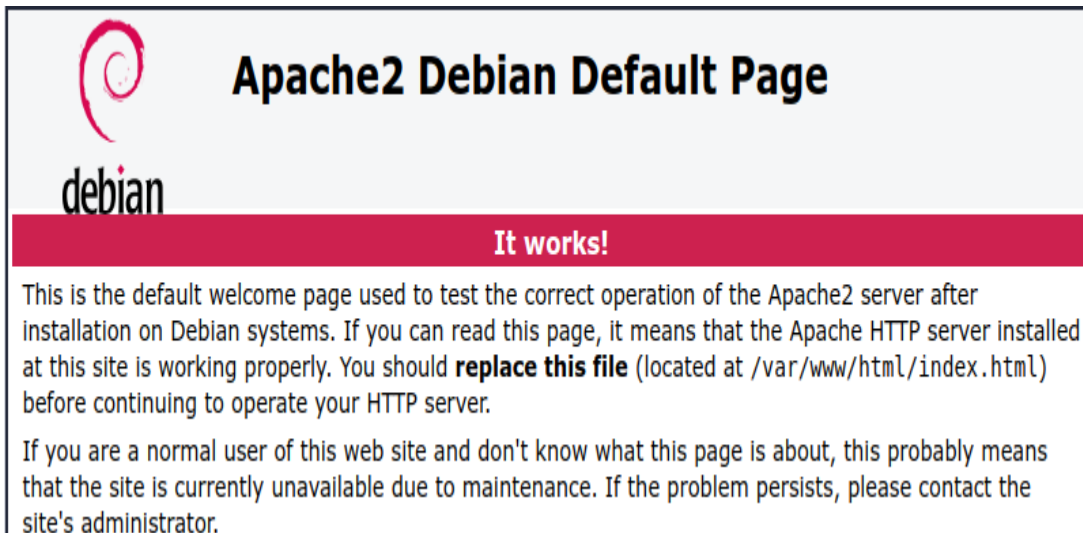 debian
Apache2 Debian Default Page
It works!
This is the default welcome page used to test the correct operation of the Apache2 server after
installation on Debian systems. If you can read this page, it means that the Apache HTTP server installed
at this site is working properly. You should replace this file (located at /var/www/html/index.html)
before continuing to operate your HTTP server.
If you are a normal user of this web site and don't know what this page is about, this probably means
that the site is currently unavailable due to maintenance. If the problem persists, please contact the
site's administrator.